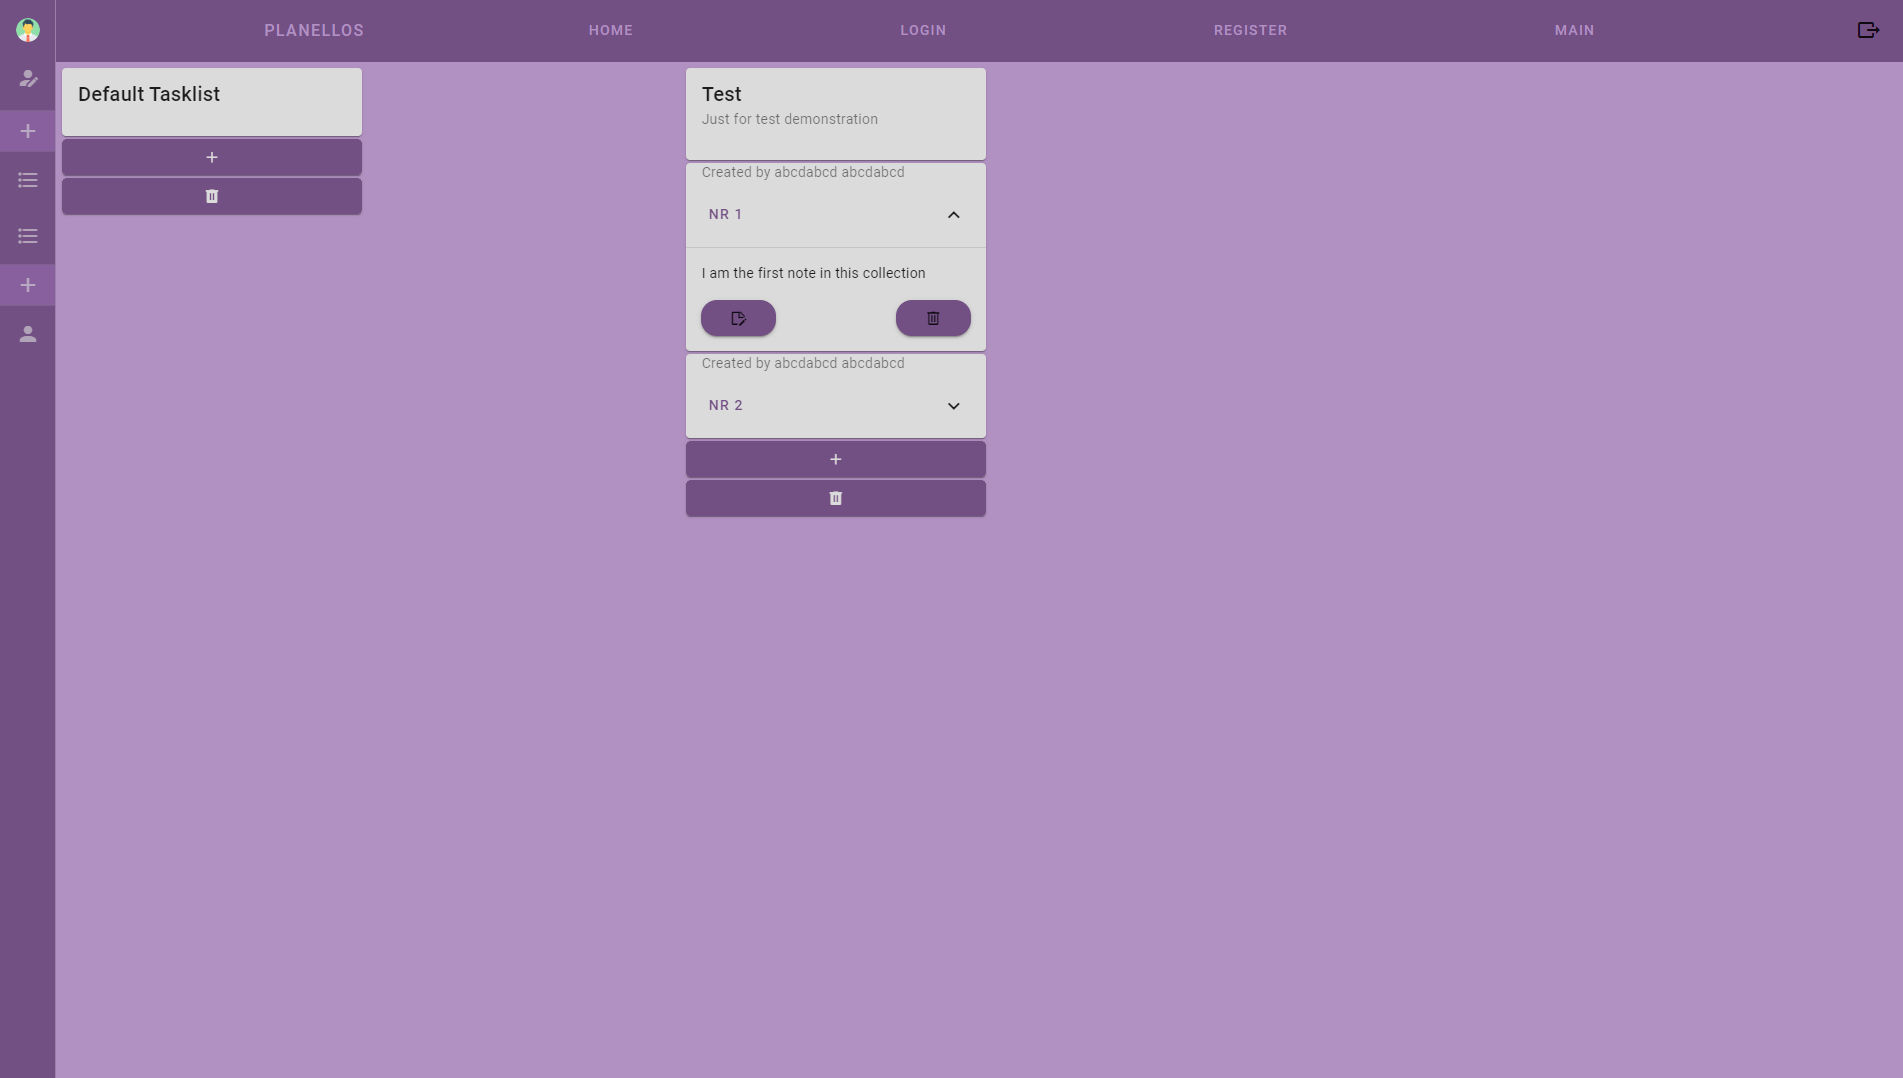 PLANELLOS HOME LOGIN REGISTER MAIN
Default Tasklist
Test
Just for test demonstration
Created by abcdabcd abcdabcd
NR 1
I am the first note in this collection
Created by abcdabcd abcdabcd
NR 2